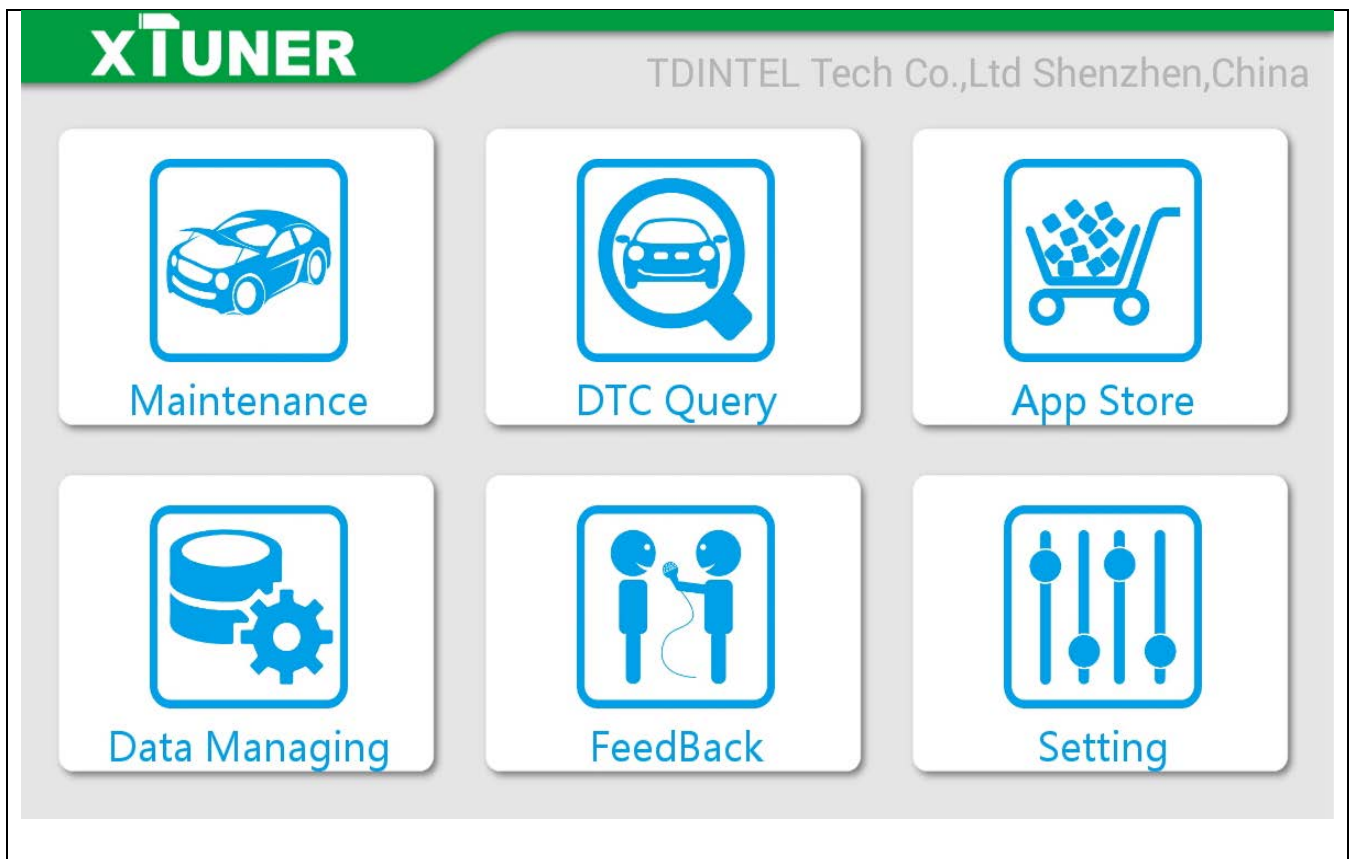 XTUNER
TDINTEL Tech Co.,Ltd Shenzhen,China
Maintenance
DTC Query
App Store
Data Managing
FeedBack
Setting